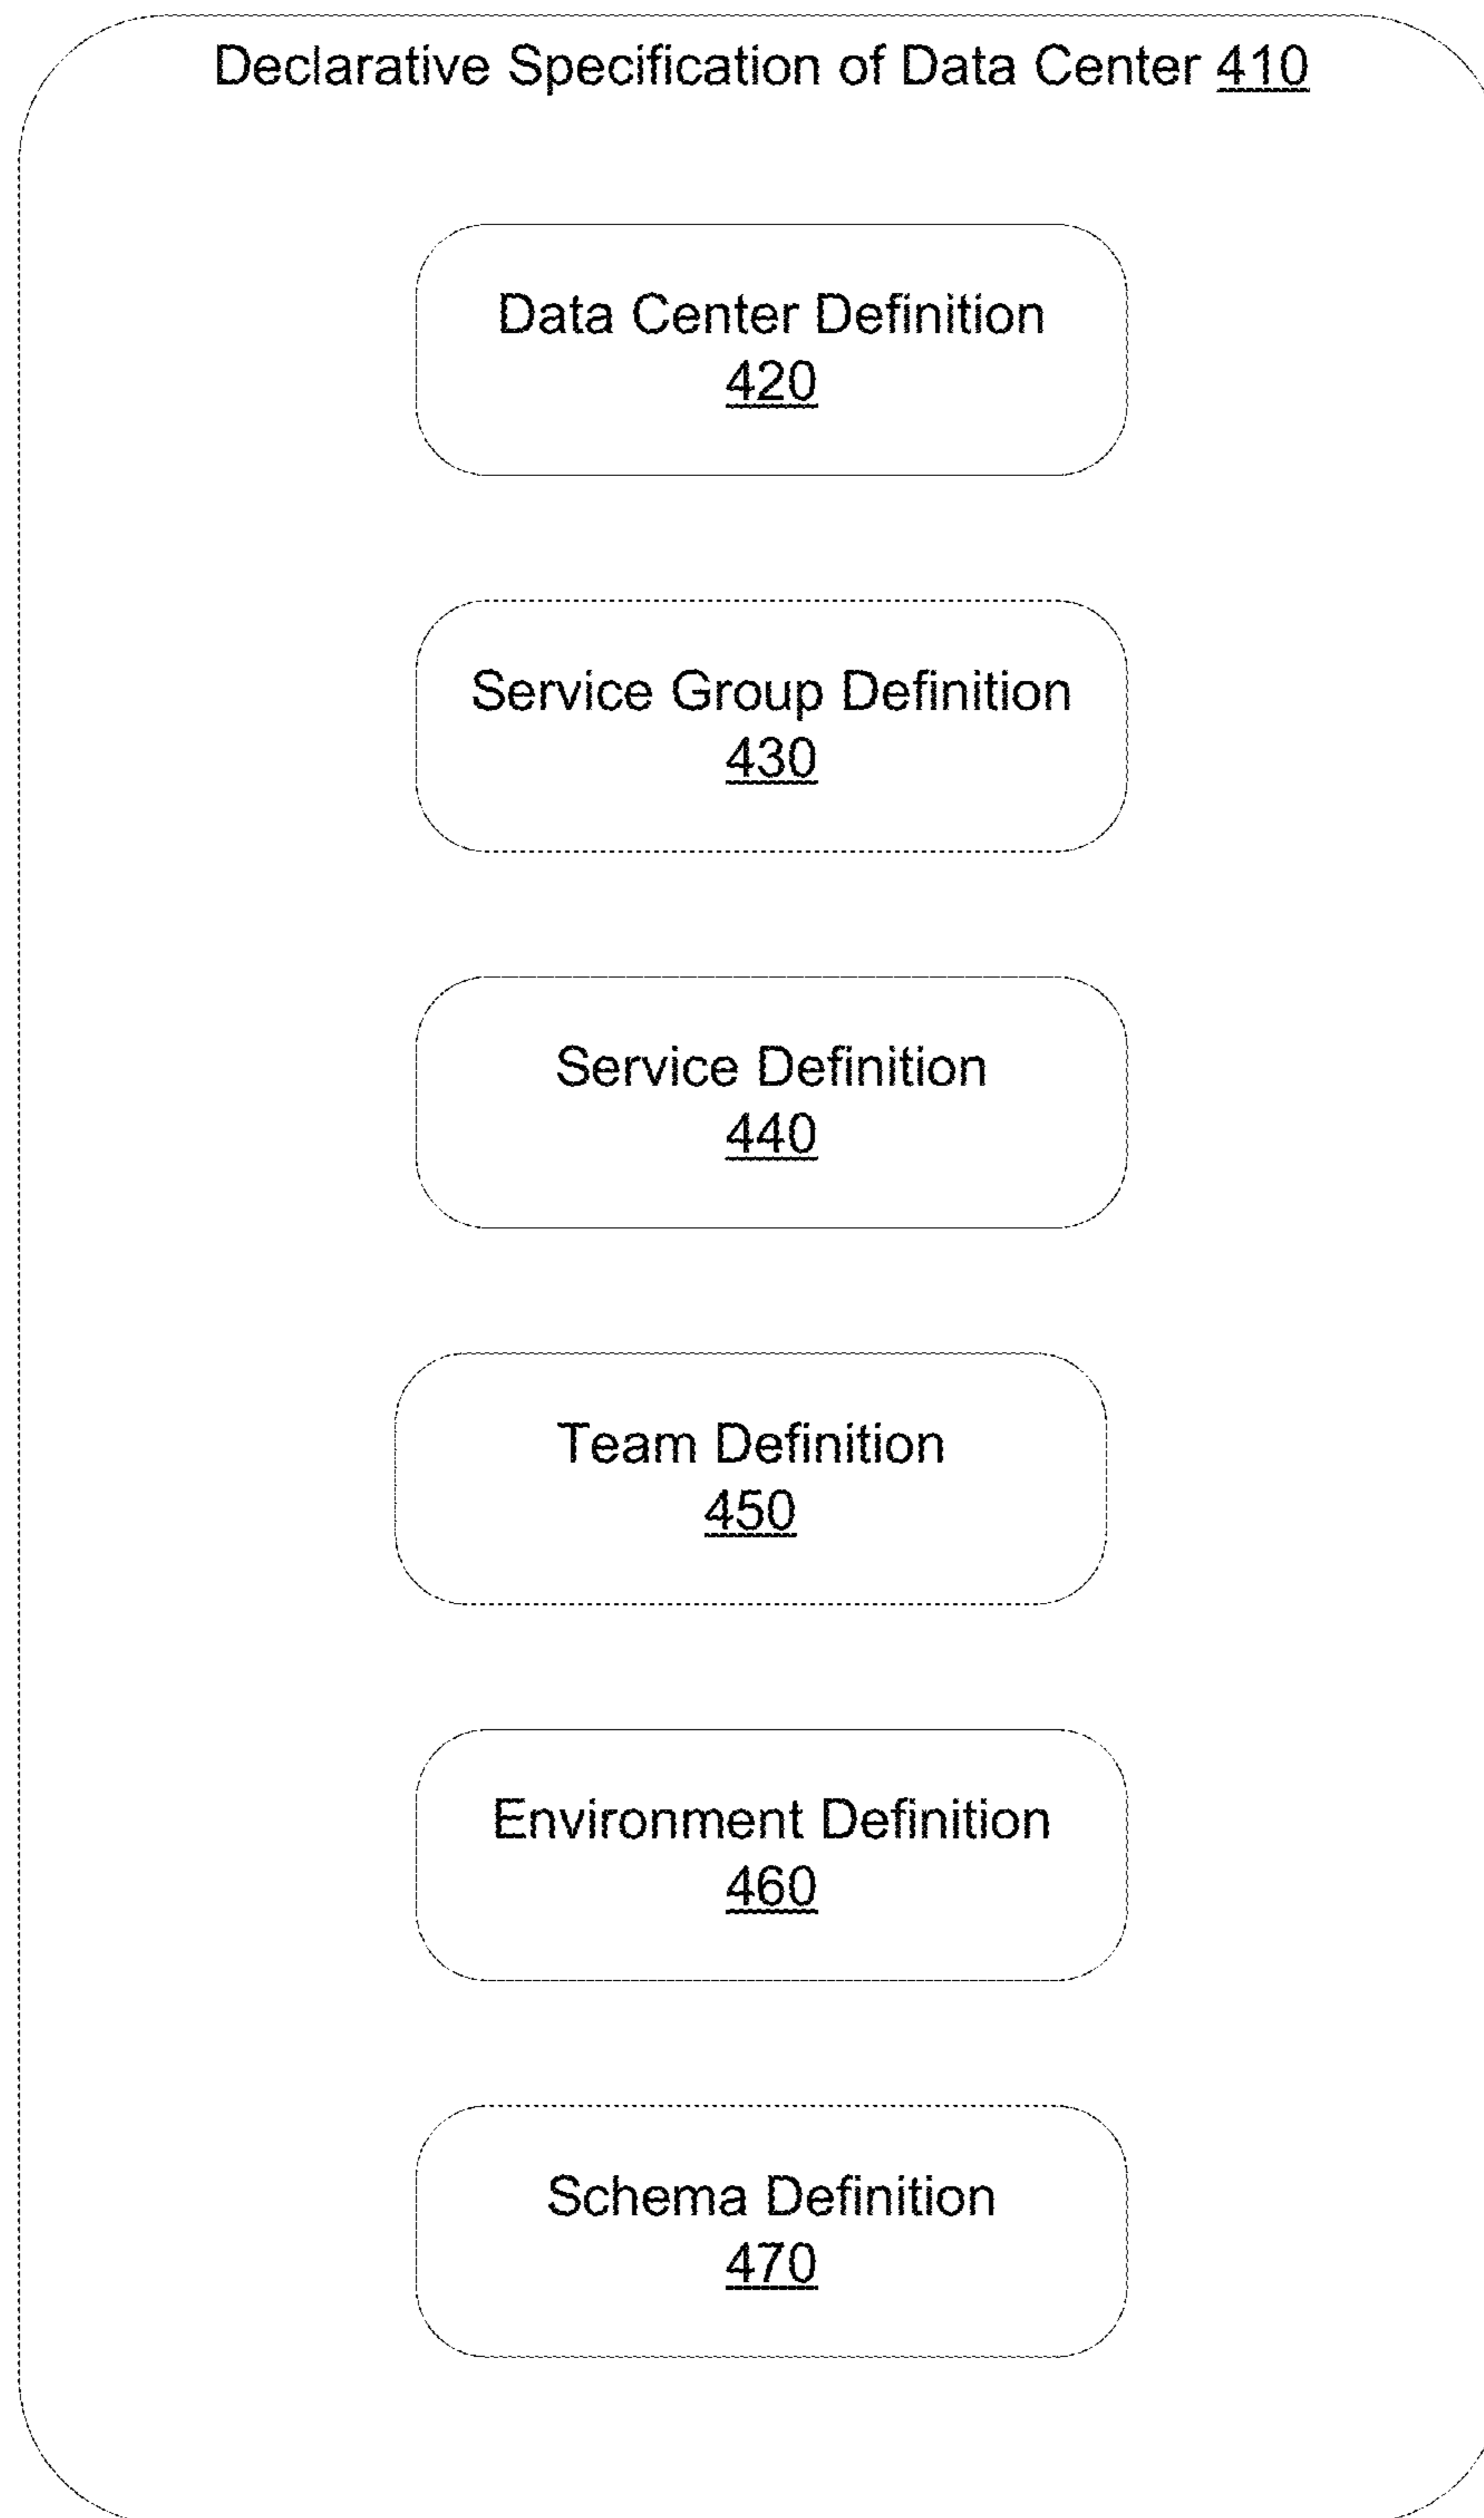 Declarative Specification of Data Center 410
Data Center Definition
420
Service Group Definition
430
Service Definition
440
Team Definition
450
Environment Definition
460
Schema Definition
470